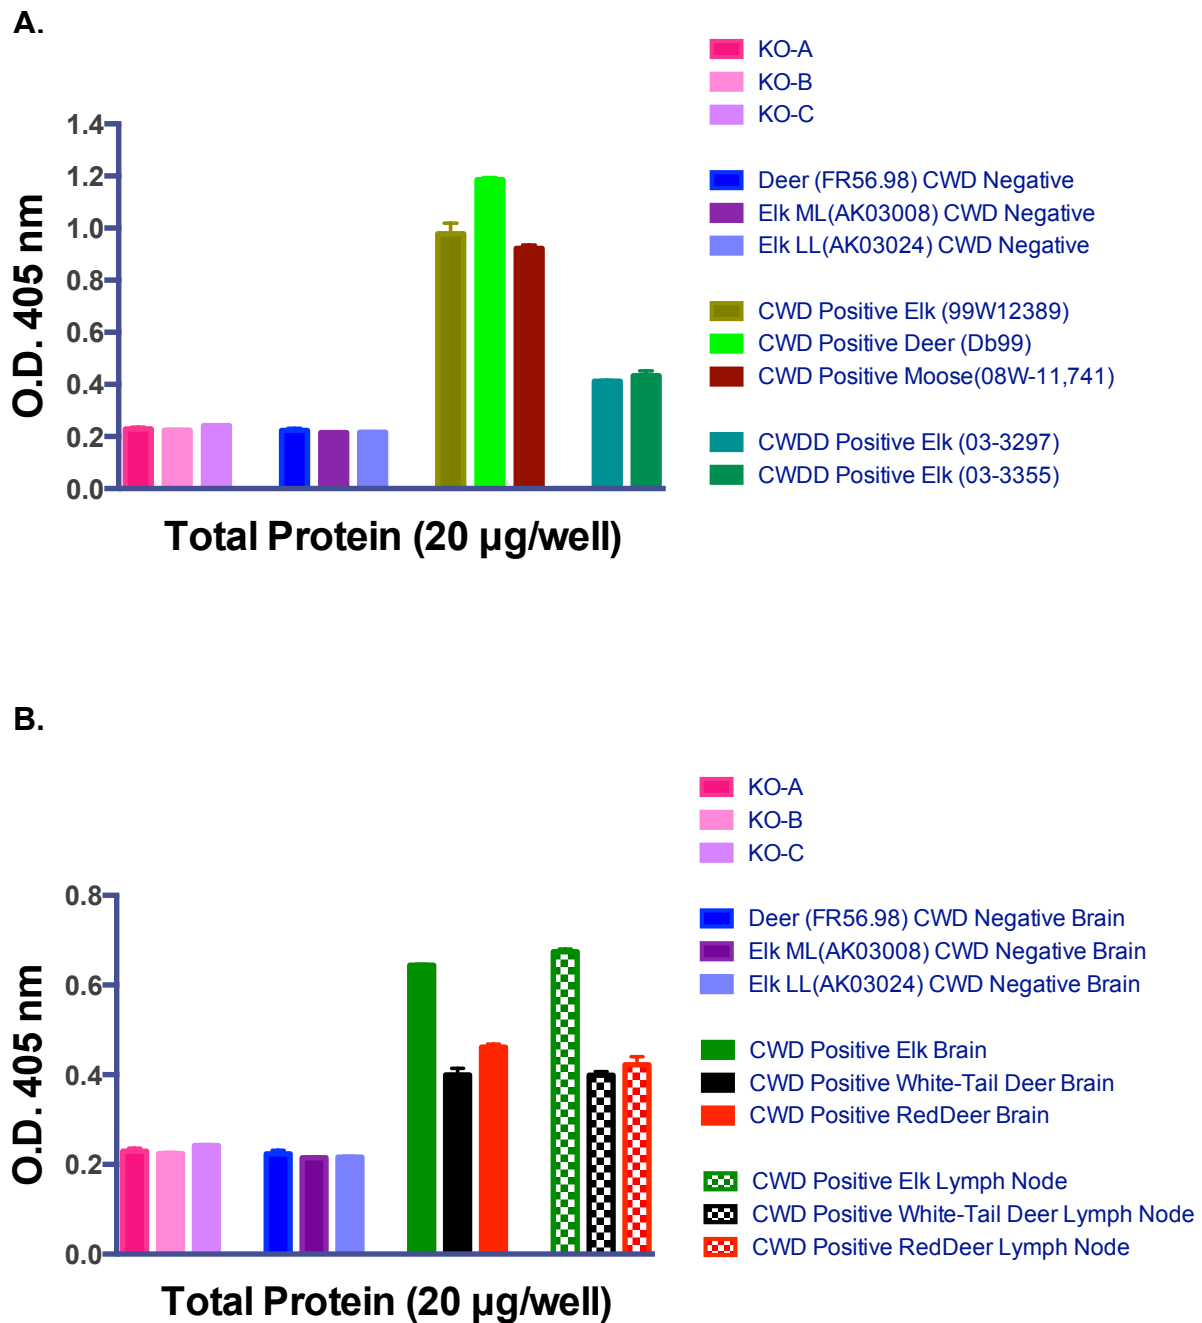 A.
KO-A
KO-B
KO-C
Deer (FR56.98) CWD Negative
Elk ML(AK03008) CWD Negative
Elk LL(AK03024) CWD Negative
CWD Positive Elk (99W12389)
CWD Positive Deer (Db99)
CWD Positive Moose(08W-11,741)
CWDD Positive Elk (03-3297)
CWDD Positive Elk (03-3355)
O.D. 405 nm
1.4
1.2
1.0
0.8
0.6
0.4
0.2
0.0
Total Protein (20 µg/well)
B.
KO-A
KO-B
KO-C
Deer (FR56.98) CWD Negative Brain
Elk ML(AK03008) CWD Negative Brain
Elk LL(AK03024) CWD Negative Brain
CWD Positive Elk Brain
CWD Positive White-Tail Deer Brain
CWD Positive RedDeer Brain
CWD Positive Elk Lymph Node
CWD Positive White-Tail Deer Lymph Node
CWD Positive RedDeer Lymph Node
O.D. 405 nm
0.8
0.6
0.4
0.2
0.0
Total Protein (20 µg/well)